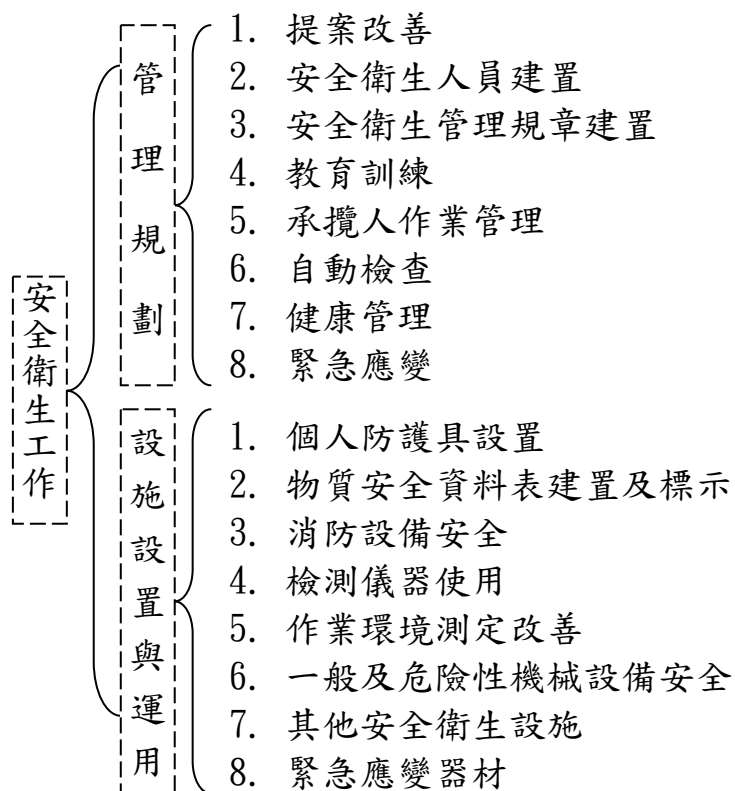 安全衛生工作
管理規劃
1. 提案改善
2. 安全衛生人員建置
3. 安全衛生管理規章建置
4. 教育訓練
5. 承攬人作業管理
6. 自動檢查
7. 健康管理
8. 緊急應變
設施設置與運用
1. 個人防護具設置
2. 物質安全資料表建置及標示
3. 消防設備安全
4. 檢測儀器使用
5. 作業環境測定改善
6. 一般及危險性機械設備安全
7. 其他安全衛生設施
8. 緊急應變器材